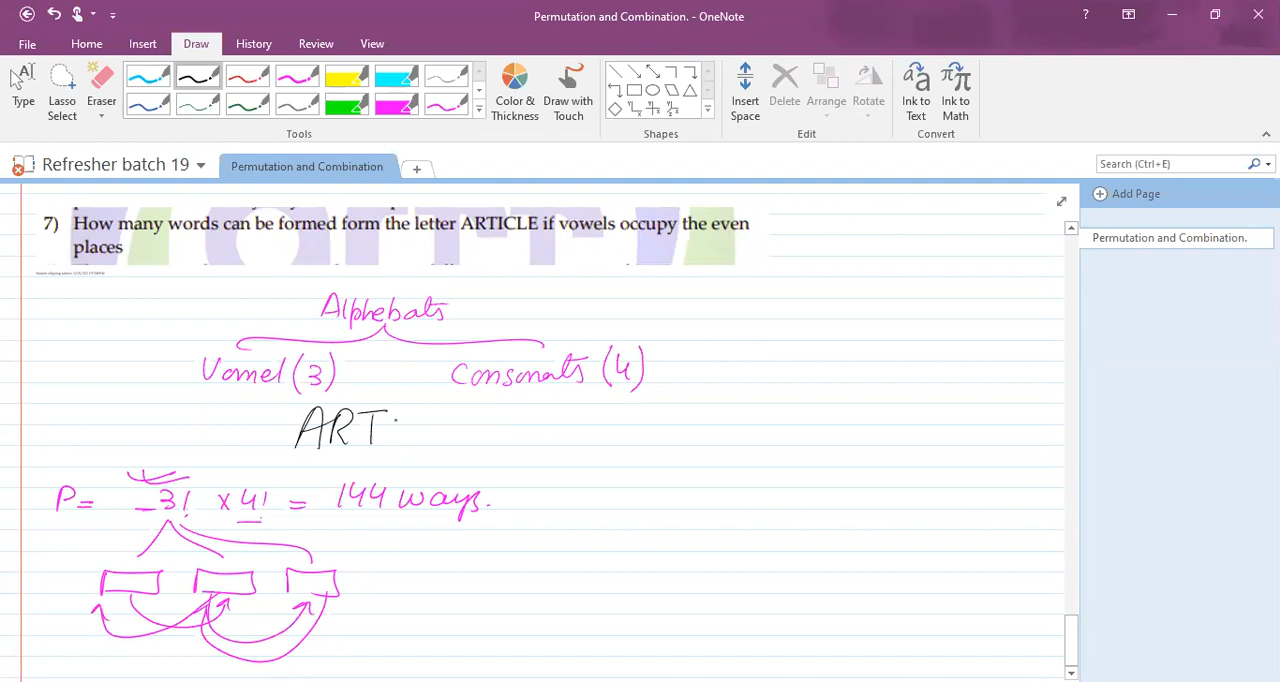 Permutation and Combination. - OneNote
File Home Insert Draw History Review View
Type Lasso Select Eraser Color & Thickness Draw with Touch Insert Space Delete Arrange Rotate Ink to Text Ink to Math
Tools Shapes Edit Convert
Refresher batch 19 Permutation and Combination Search (Ctrl+E)
Add Page
Permutation and Combination.
7) How many words can be formed form the letter ARTICLE if vowels occupy the even
places
Alphebats
Vowel (3) Consonats (4)
ART
P= 3! x 4! = 144 ways.